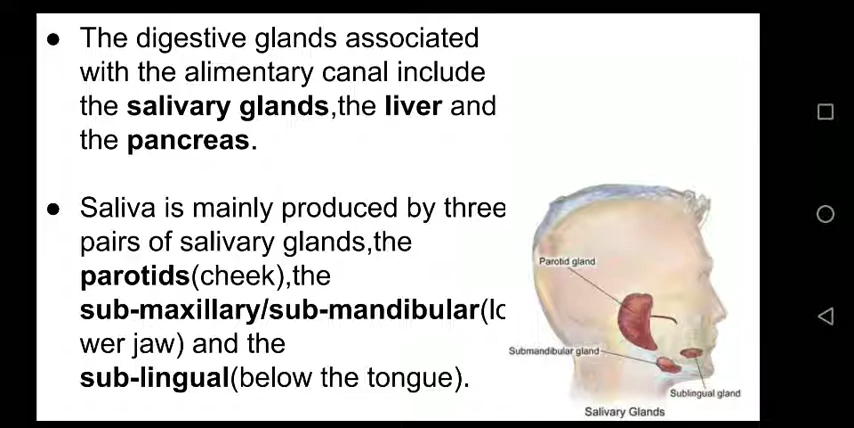 ● The digestive glands associated
with the alimentary canal include
the salivary glands,the liver and
the pancreas.
● Saliva is mainly produced by three
pairs of salivary glands,the
parotids(cheek),the
sub-maxillary/sub-mandibular(lo
wer jaw) and the
sub-lingual(below the tongue).
Parotid gland
Submandibular gland
Sublingual gland
Salivary Glands